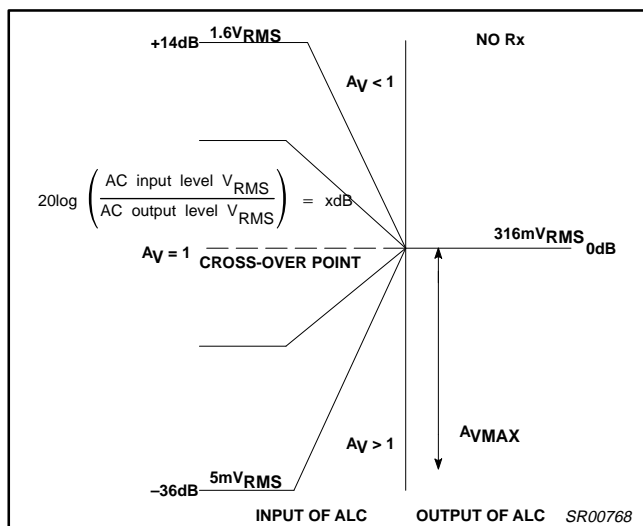 +14dB 1.6VRMS NO Rx
AV < 1
20log ( AC input level VRMS / AC output level VRMS ) = xdB
316mVRMS 0dB
AV = 1 CROSS-OVER POINT
AVMAX
AV > 1
–36dB 5mVRMS
INPUT OF ALC OUTPUT OF ALC SR00768